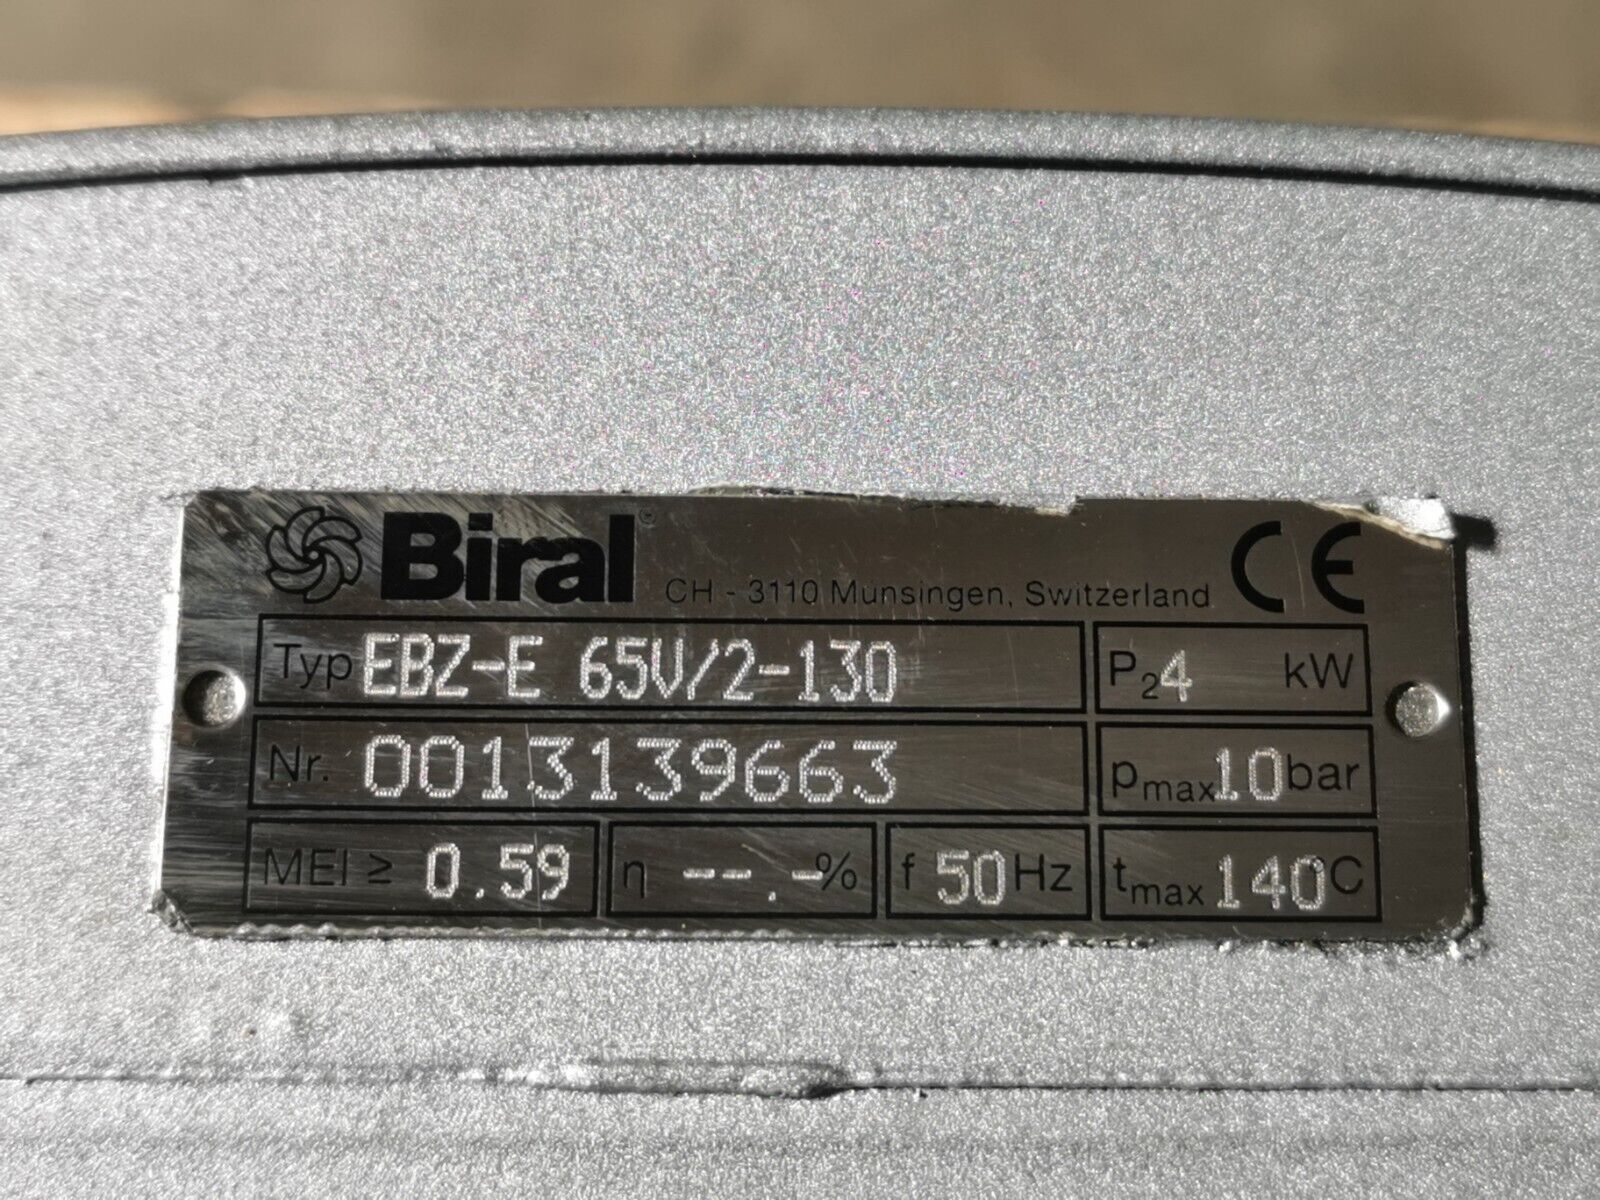 Biral® CH - 3110 Münsingen, Switzerland CE
Typ EBZ-E 65V/2-130 P2 4 kW
Nr. 0013139663 pmax 10 bar
MEI ≥ 0.59 η --.-% f 50 Hz tmax 140°C